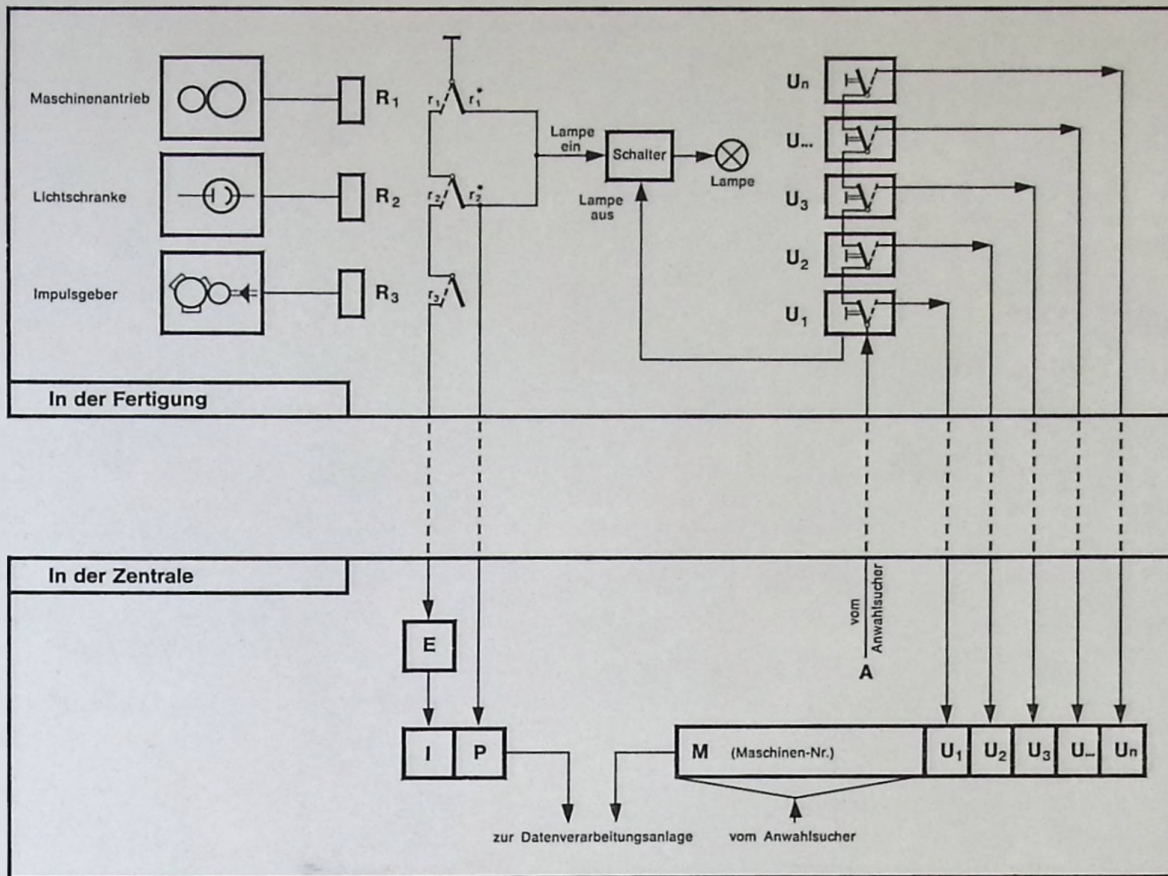 Maschinenantrieb
R1
r1
r1*
Lichtschranke
R2
r2
r2*
Impulsgeber
R3
r3
Lampe
ein
Schalter
Lampe
Lampe
aus
Un
U...
U3
U2
U1
In der Fertigung
In der Zentrale
E
I
P
vom
Anwahlsucher
A
M
(Maschinen-Nr.)
U1
U2
U3
U...
Un
zur Datenverarbeitungsanlage
vom Anwahlsucher